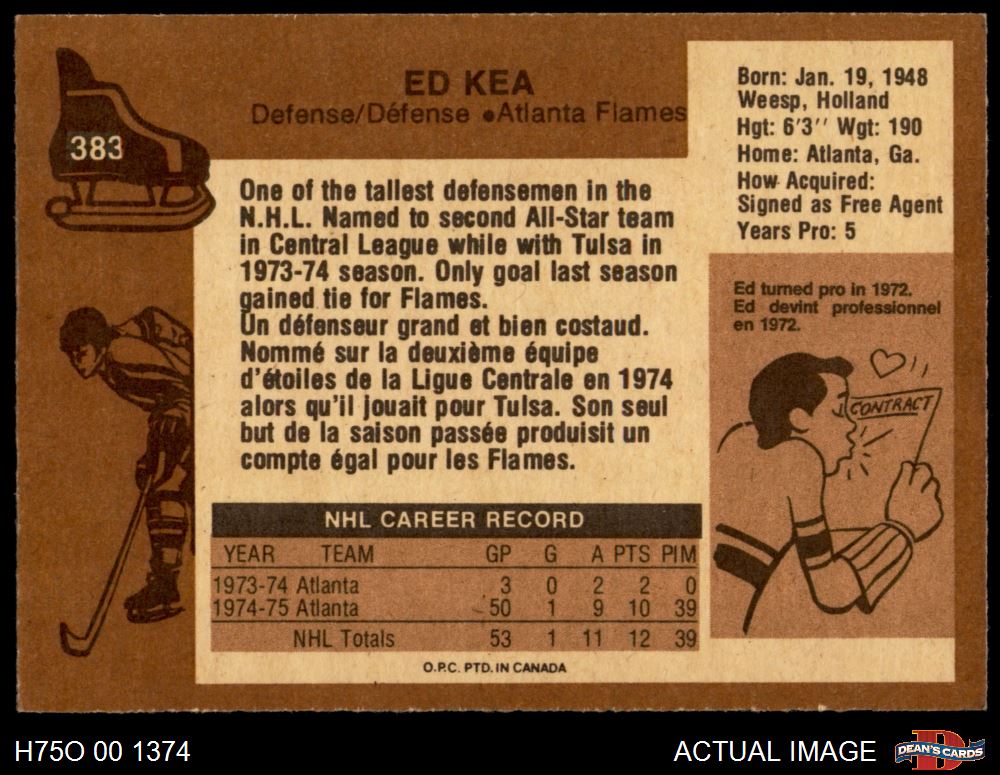 383
ED KEA
Defense/Défense •Atlanta Flames
Born: Jan. 19, 1948
Weesp, Holland
Hgt: 6'3'' Wgt: 190
Home: Atlanta, Ga.
How Acquired:
Signed as Free Agent
Years Pro: 5
One of the tallest defensemen in the
N.H.L. Named to second All-Star team
in Central League while with Tulsa in
1973-74 season. Only goal last season
gained tie for Flames.
Un défenseur grand et bien costaud.
Nommé sur la deuxième équipe
d'étoiles de la Ligue Centrale en 1974
alors qu'il jouait pour Tulsa. Son seul
but de la saison passée produisit un
compte égal pour les Flames.
Ed turned pro in 1972.
Ed devint professionnel
en 1972.
CONTRACT
NHL CAREER RECORD
YEAR TEAM GP G A PTS PIM
1973-74 Atlanta 3 0 2 2 0
1974-75 Atlanta 50 1 9 10 39
NHL Totals 53 1 11 12 39
O.P.C. PTD. IN CANADA
H75O 00 1374
ACTUAL IMAGE
D
DEAN'S CARDS